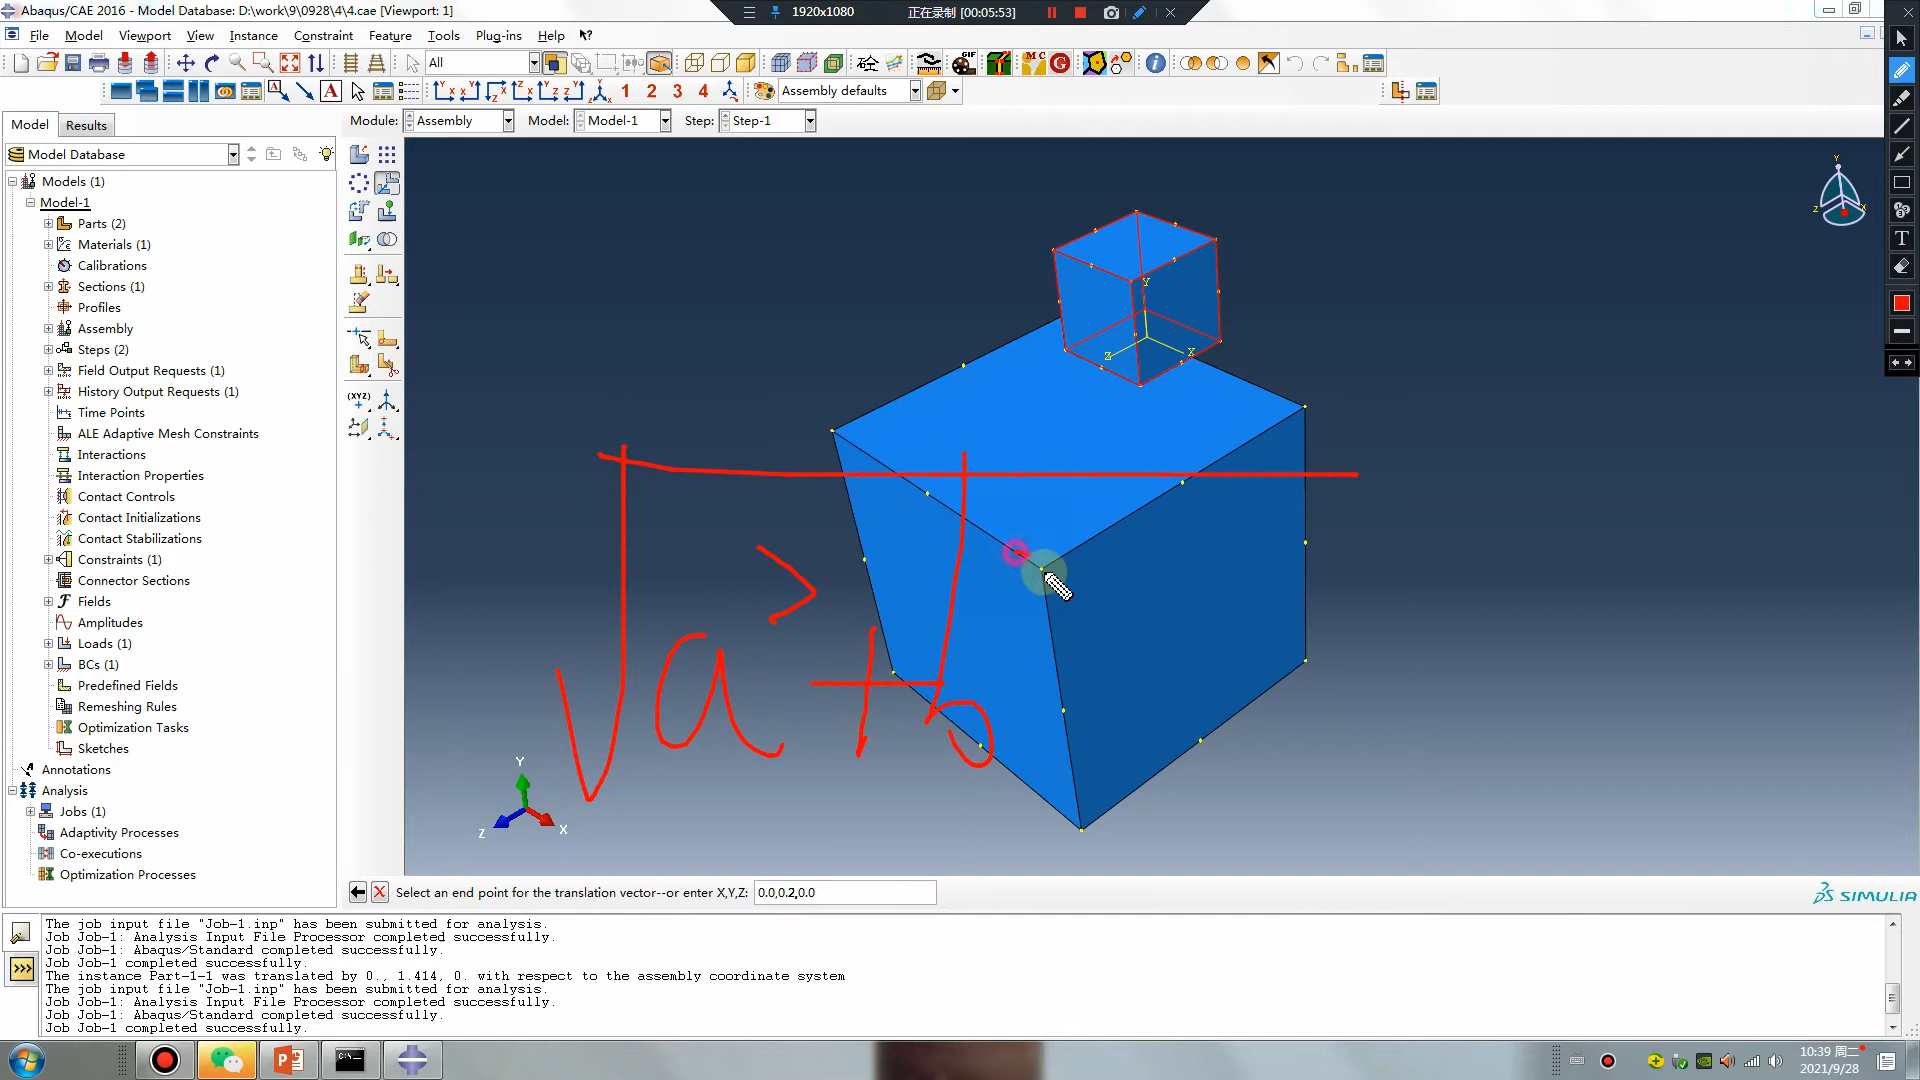 Abaqus/CAE 2016 - Model Database: D:\work\9\0928\4\4.cae [Viewport: 1]
1920x1080
正在录制 [00:05:53]
File Model Viewport View Instance Constraint Feature Tools Plug-ins Help
All
1 2 3 4 Assembly defaults
Model Results
Module: Assembly Model: Model-1 Step: Step-1
Model Database
Models (1)
Model-1
Parts (2)
Materials (1)
Calibrations
Sections (1)
Profiles
Assembly
Steps (2)
Field Output Requests (1)
History Output Requests (1)
Time Points
ALE Adaptive Mesh Constraints
Interactions
Interaction Properties
Contact Controls
Contact Initializations
Contact Stabilizations
Constraints (1)
Connector Sections
Fields
Amplitudes
Loads (1)
BCs (1)
Predefined Fields
Remeshing Rules
Optimization Tasks
Sketches
Annotations
Analysis
Jobs (1)
Adaptivity Processes
Co-executions
Optimization Processes
Y
Z
X
Y
Z
X
Y
Z
X
√a+b
Select an end point for the translation vector--or enter X,Y,Z: 0.0,0.2,0.0
SIMULIA
The job input file "Job-1.inp" has been submitted for analysis.
Job Job-1: Analysis Input File Processor completed successfully.
Job Job-1: Abaqus/Standard completed successfully.
Job Job-1 completed successfully.
The instance Part-1-1 was translated by 0., 1.414, 0. with respect to the assembly coordinate system
The job input file "Job-1.inp" has been submitted for analysis.
Job Job-1: Analysis Input File Processor completed successfully.
Job Job-1: Abaqus/Standard completed successfully.
Job Job-1 completed successfully.
10:39 周二
2021/9/28